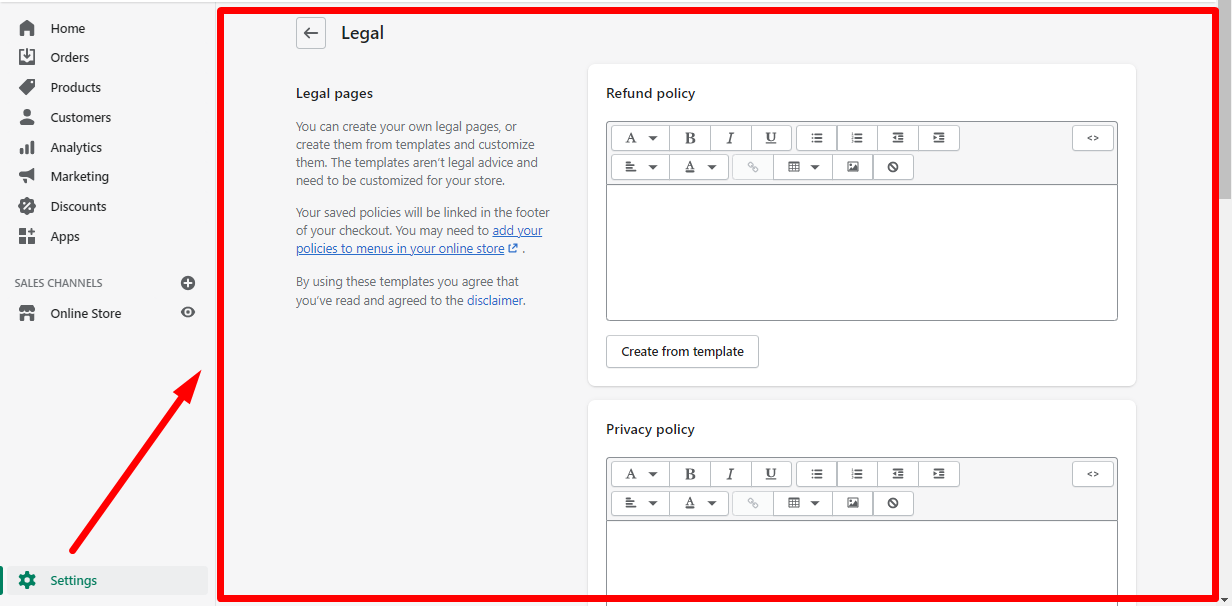 Home
Orders
Products
Customers
Analytics
Marketing
Discounts
Apps
SALES CHANNELS
Online Store
Settings
Legal
Legal pages
You can create your own legal pages, or
create them from templates and customize
them. The templates aren't legal advice and
need to be customized for your store.
Your saved policies will be linked in the footer
of your checkout. You may need to add your
policies to menus in your online store .
By using these templates you agree that
you've read and agreed to the disclaimer.
Refund policy
A B I U <>
A
Create from template
Privacy policy
A B I U <>
A